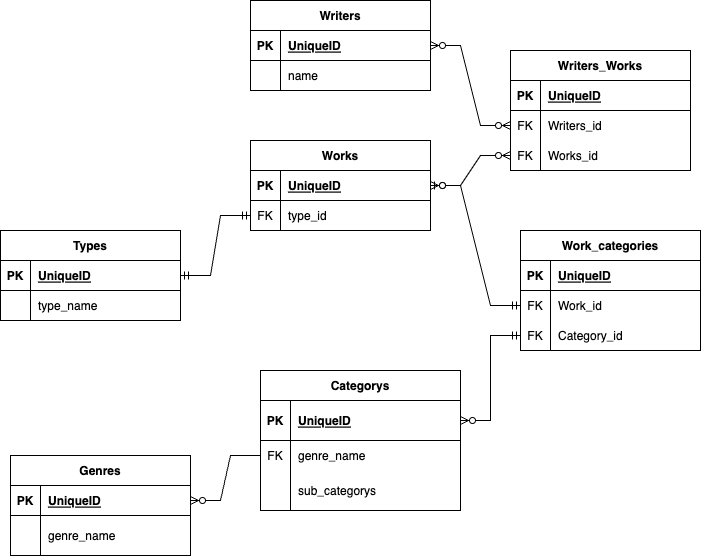 Writers
PK UniqueID
name
Writers_Works
PK UniqueID
FK Writers_id
FK Works_id
Works
PK UniqueID
FK type_id
Types
PK UniqueID
type_name
Work_categories
PK UniqueID
FK Work_id
FK Category_id
Categorys
PK UniqueID
FK genre_name
sub_categorys
Genres
PK UniqueID
genre_name